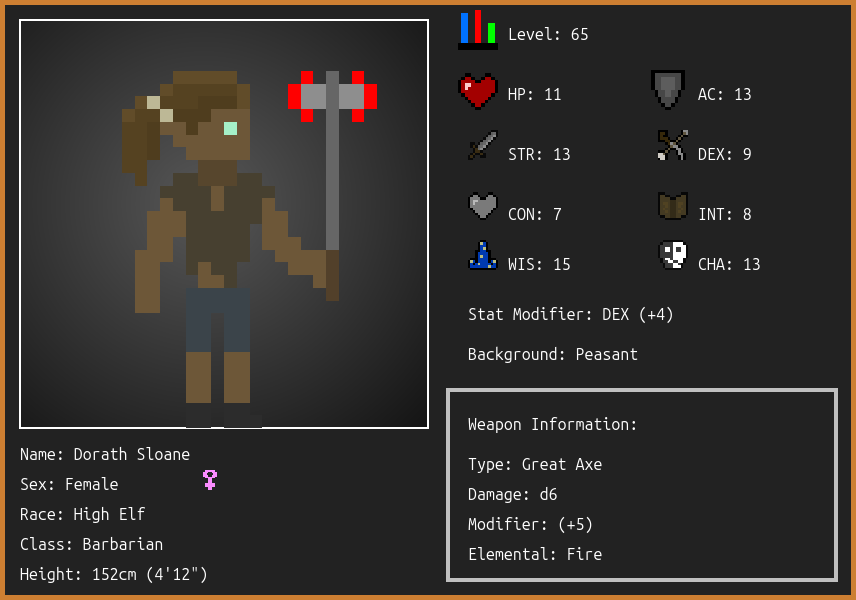 Level: 65
HP: 11
AC: 13
STR: 13
DEX: 9
CON: 7
INT: 8
WIS: 15
CHA: 13
Stat Modifier: DEX (+4)
Background: Peasant
Weapon Information:
Type: Great Axe
Damage: d6
Modifier: (+5)
Elemental: Fire
Name: Dorath Sloane
Sex: Female
Race: High Elf
Class: Barbarian
Height: 152cm (4'12")